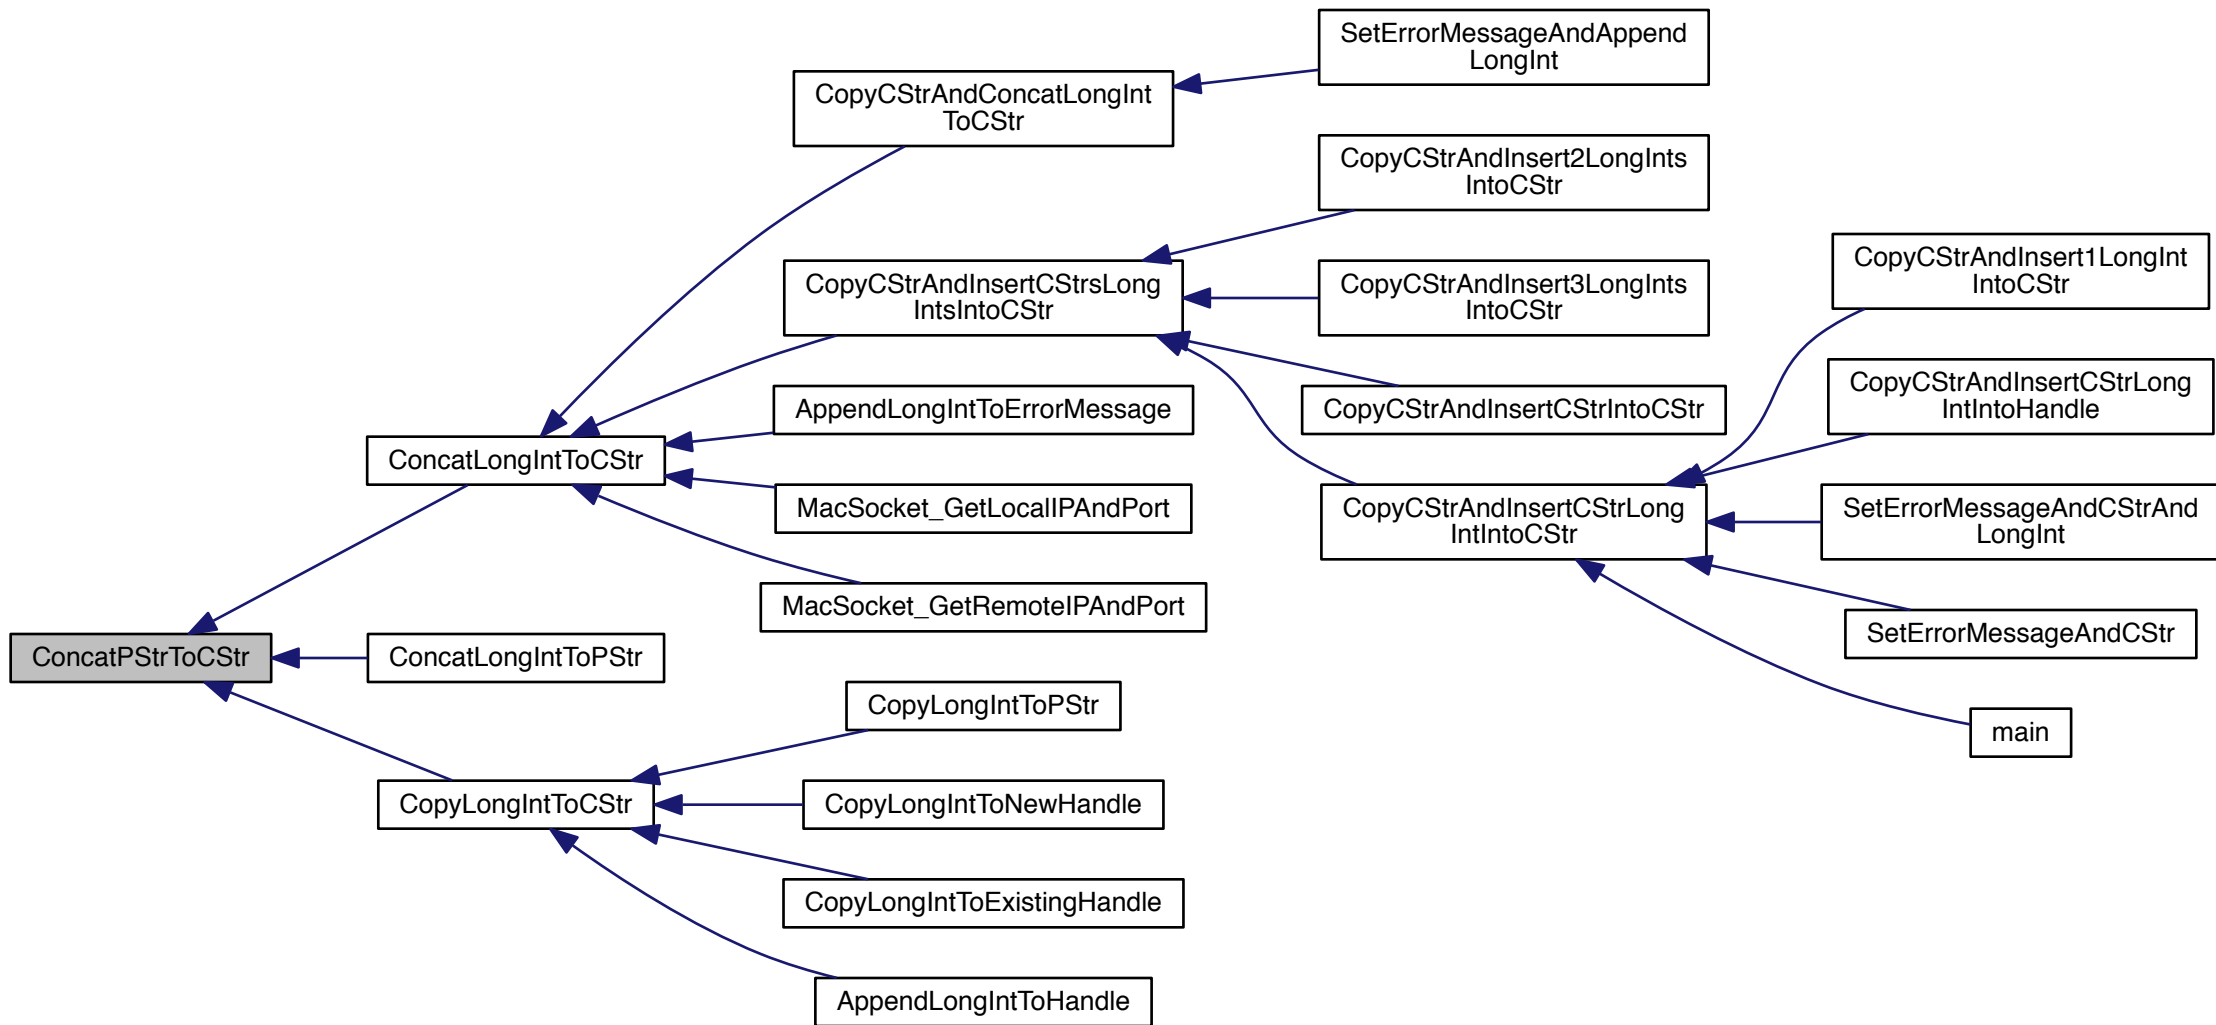 SetErrorMessageAndAppend
LongInt
CopyCStrAndConcatLongInt
ToCStr
CopyCStrAndInsert2LongInts
IntoCStr
CopyCStrAndInsertCStrsLong
IntsIntoCStr
CopyCStrAndInsert3LongInts
IntoCStr
CopyCStrAndInsert1LongInt
IntoCStr
AppendLongIntToErrorMessage
CopyCStrAndInsertCStrIntoCStr
CopyCStrAndInsertCStrLong
IntIntoHandle
ConcatLongIntToCStr
MacSocket_GetLocalIPAndPort
CopyCStrAndInsertCStrLong
IntIntoCStr
SetErrorMessageAndCStrAnd
LongInt
MacSocket_GetRemoteIPAndPort
SetErrorMessageAndCStr
ConcatPStrToCStr
ConcatLongIntToPStr
CopyLongIntToPStr
main
CopyLongIntToCStr
CopyLongIntToNewHandle
CopyLongIntToExistingHandle
AppendLongIntToHandle